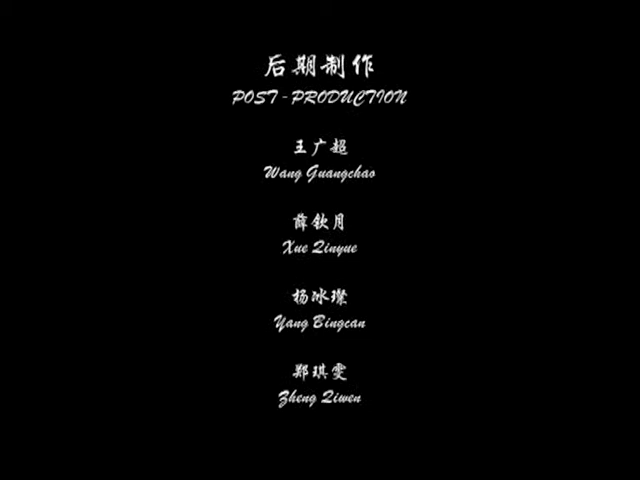 后期制作
POST-PRODUCTION
王广超
Wang Guangchao
薛钦月
Xue Qinyue
杨冰璨
Yang Bingcan
郑琪雯
Zheng Qiwen